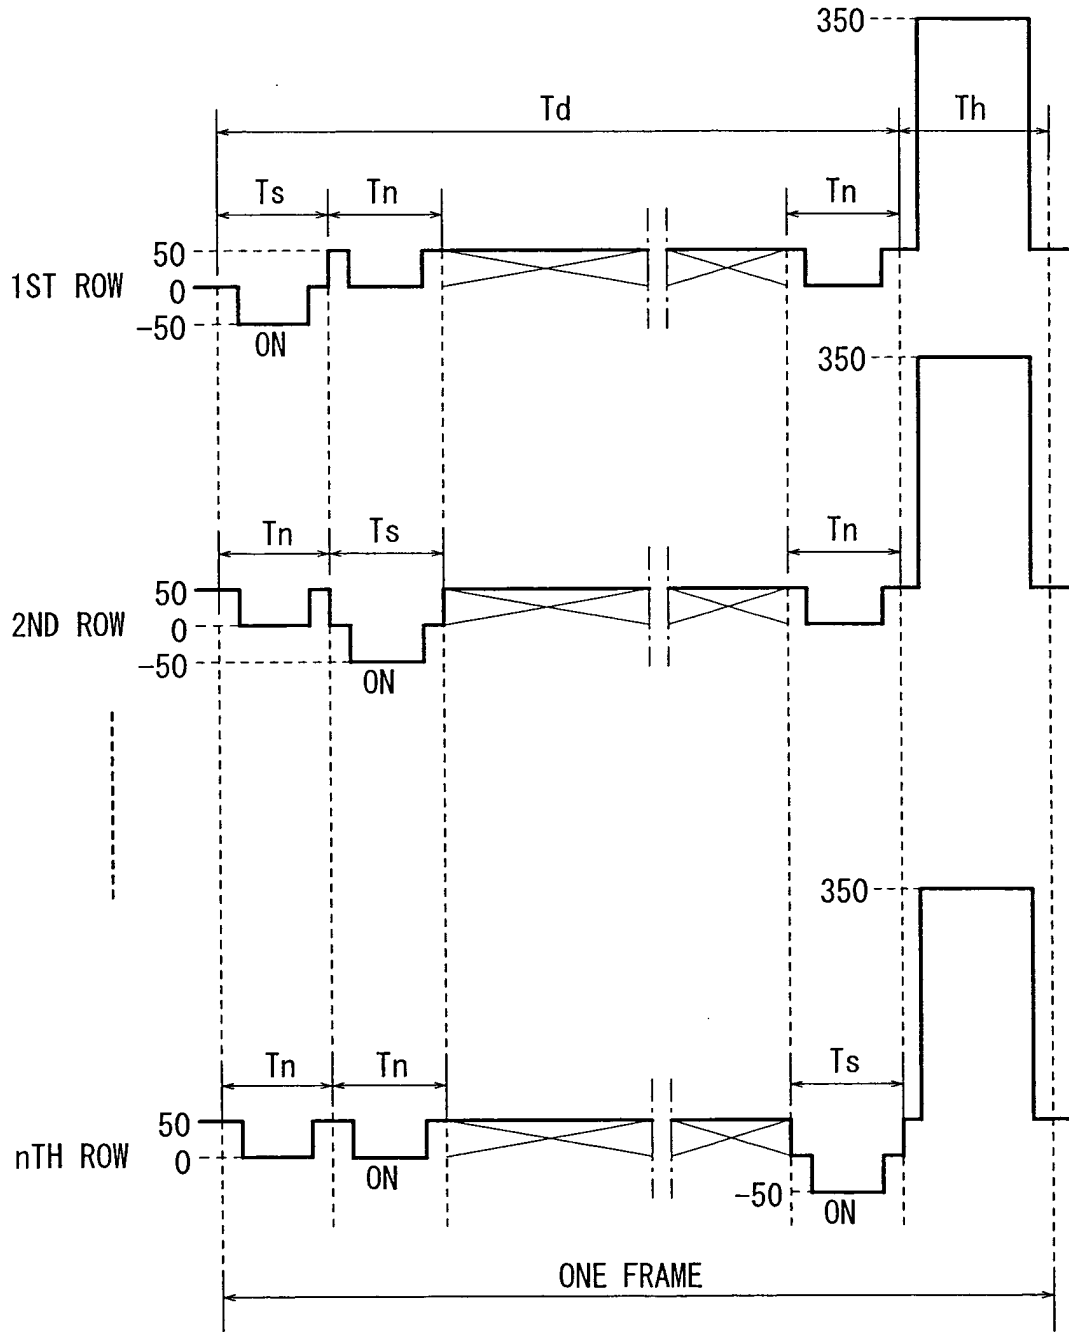 350
Td Th
Ts Tn Tn
50
1ST ROW 0
-50
ON
350
Tn Ts Tn
50
2ND ROW 0
-50
ON
350
Tn Tn Ts
50
nTH ROW 0
ON
-50
ON
ONE FRAME